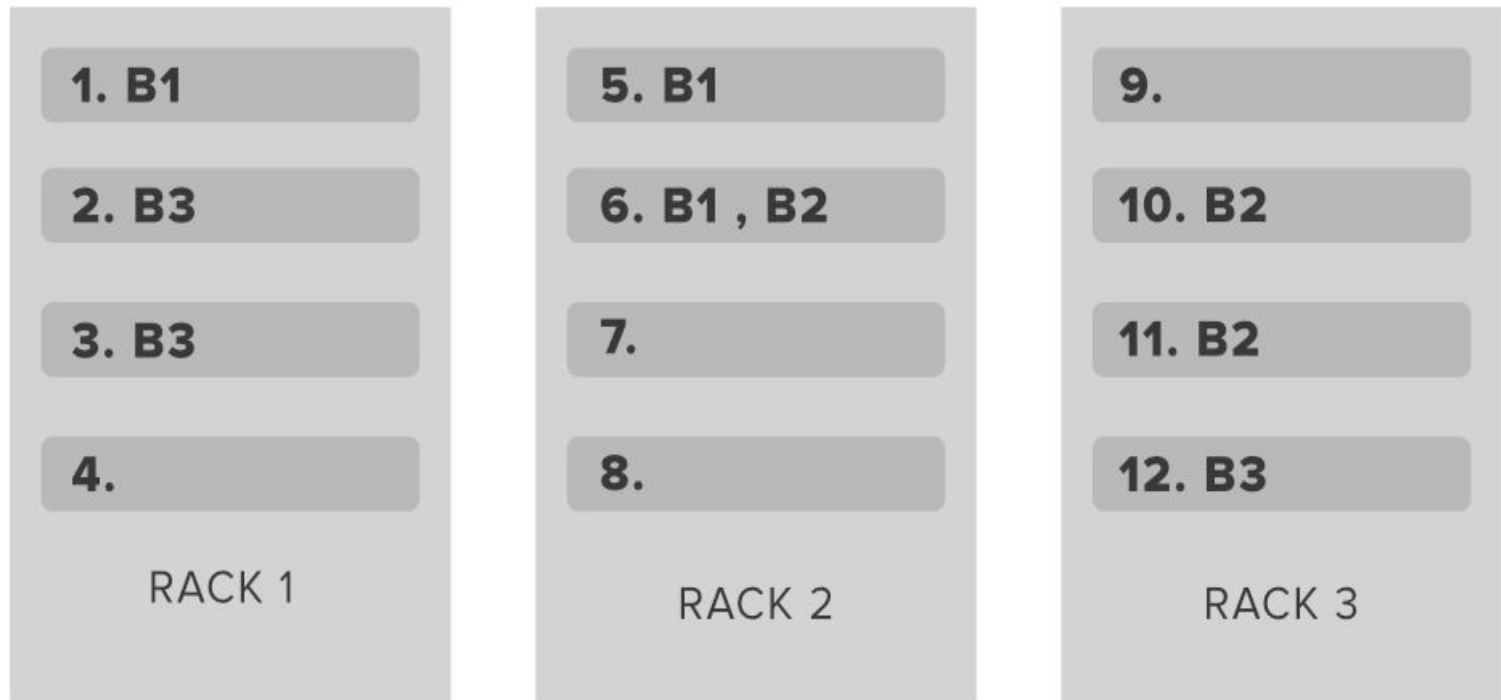 1. B1
2. B3
3. B3
4.
RACK 1
5. B1
6. B1 , B2
7.
8.
RACK 2
9.
10. B2
11. B2
12. B3
RACK 3